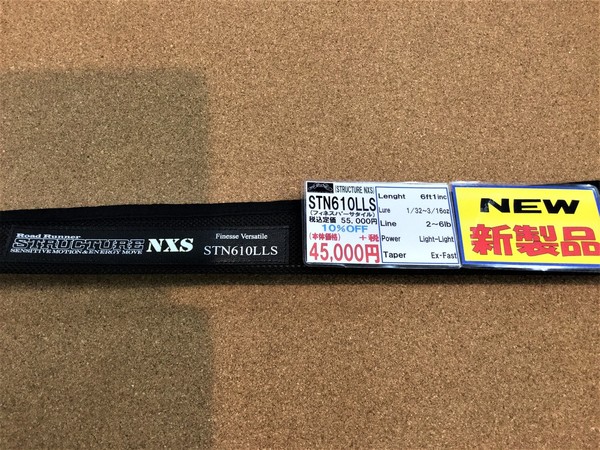 Road Runner
STRUCTURE NXS
SENSITIVE MOTION & ENERGY MOVE
Finesse Versatile
STN610LLS
[STRUCTURE NXS]
STN610LLS
(フィネスバーサタイル)
税込定価 55,000円
10%OFF
(本体価格) +税
45,000円
Lenght 6ft1inc
Lure 1/32~3/16oz
Line 2~6lb
Power Light-Light
Taper Ex-Fast
NEW
新製品